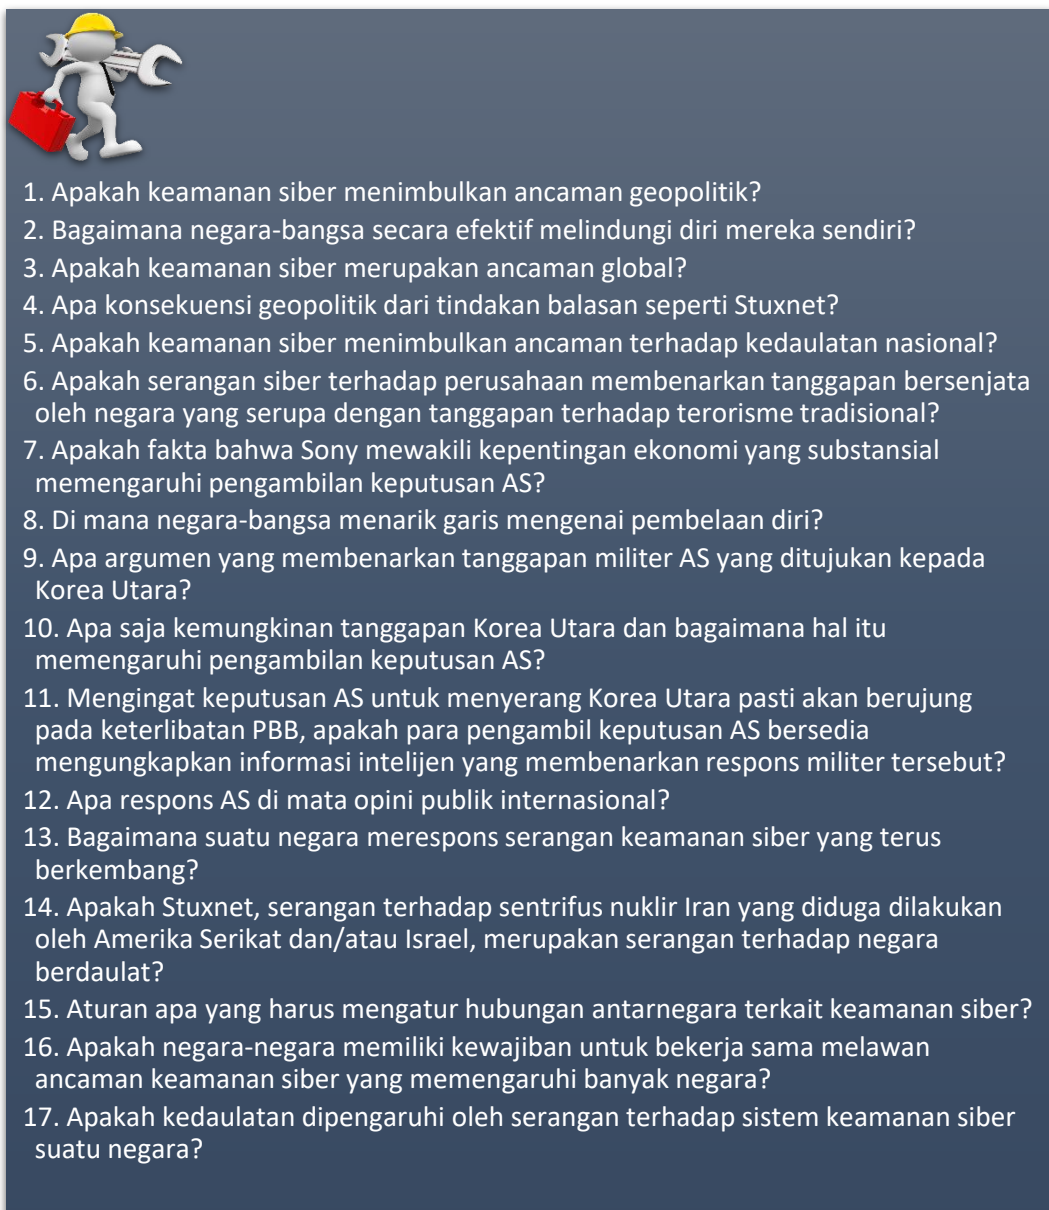 1. Apakah keamanan siber menimbulkan ancaman geopolitik?
2. Bagaimana negara-bangsa secara efektif melindungi diri mereka sendiri?
3. Apakah keamanan siber merupakan ancaman global?
4. Apa konsekuensi geopolitik dari tindakan balasan seperti Stuxnet?
5. Apakah keamanan siber menimbulkan ancaman terhadap kedaulatan nasional?
6. Apakah serangan siber terhadap perusahaan membenarkan tanggapan bersenjata
oleh negara yang serupa dengan tanggapan terhadap terorisme tradisional?
7. Apakah fakta bahwa Sony mewakili kepentingan ekonomi yang substansial
memengaruhi pengambilan keputusan AS?
8. Di mana negara-bangsa menarik garis mengenai pembelaan diri?
9. Apa argumen yang membenarkan tanggapan militer AS yang ditujukan kepada
Korea Utara?
10. Apa saja kemungkinan tanggapan Korea Utara dan bagaimana hal itu
memengaruhi pengambilan keputusan AS?
11. Mengingat keputusan AS untuk menyerang Korea Utara pasti akan berujung
pada keterlibatan PBB, apakah para pengambil keputusan AS bersedia
mengungkapkan informasi intelijen yang membenarkan respons militer tersebut?
12. Apa respons AS di mata opini publik internasional?
13. Bagaimana suatu negara merespons serangan keamanan siber yang terus
berkembang?
14. Apakah Stuxnet, serangan terhadap sentrifus nuklir Iran yang diduga dilakukan
oleh Amerika Serikat dan/atau Israel, merupakan serangan terhadap negara
berdaulat?
15. Aturan apa yang harus mengatur hubungan antarnegara terkait keamanan siber?
16. Apakah negara-negara memiliki kewajiban untuk bekerja sama melawan
ancaman keamanan siber yang memengaruhi banyak negara?
17. Apakah kedaulatan dipengaruhi oleh serangan terhadap sistem keamanan siber
suatu negara?